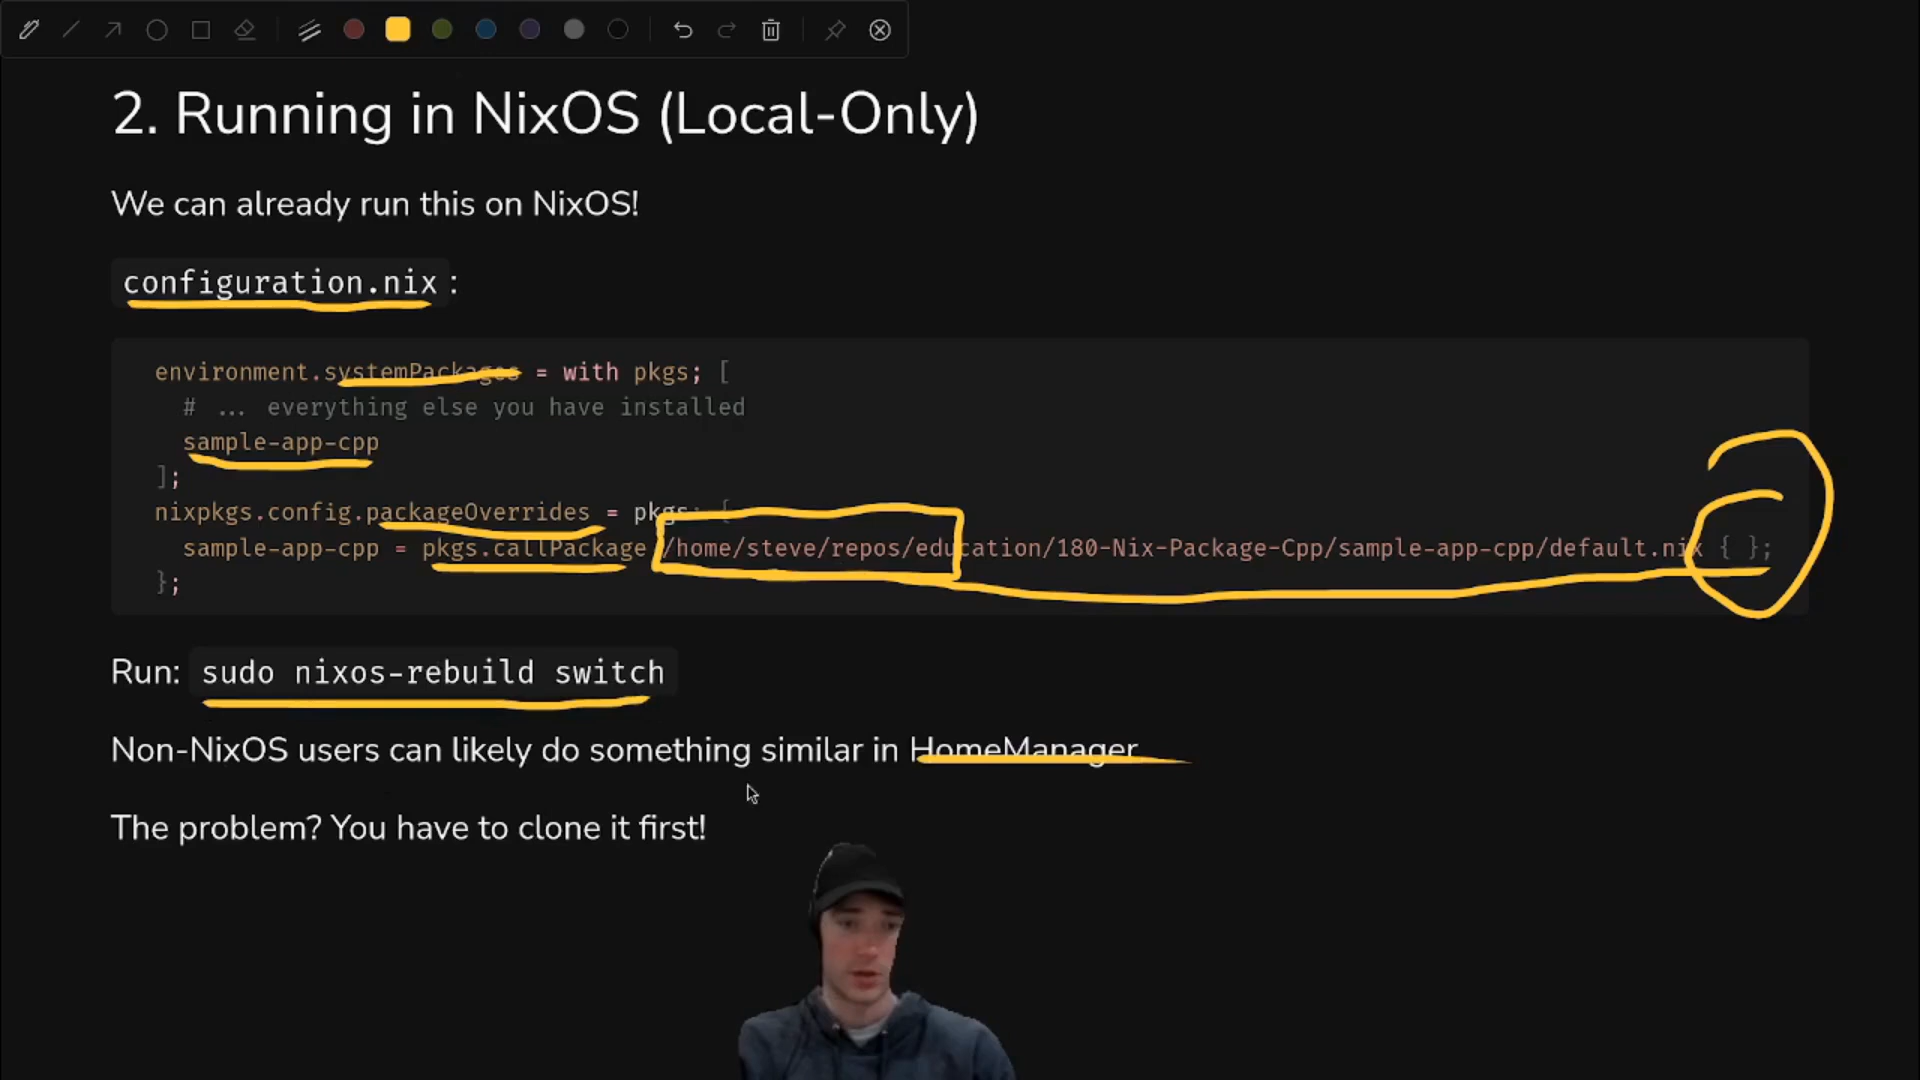 2. Running in NixOS (Local-Only)
We can already run this on NixOS!
configuration.nix:
environment.systemPackages = with pkgs; [
# ... everything else you have installed
sample-app-cpp
];
nixpkgs.config.packageOverrides = pkgs: {
sample-app-cpp = pkgs.callPackage /home/steve/repos/education/180-Nix-Package-Cpp/sample-app-cpp/default.nix { };
};
Run: sudo nixos-rebuild switch
Non-NixOS users can likely do something similar in HomeManager
The problem? You have to clone it first!